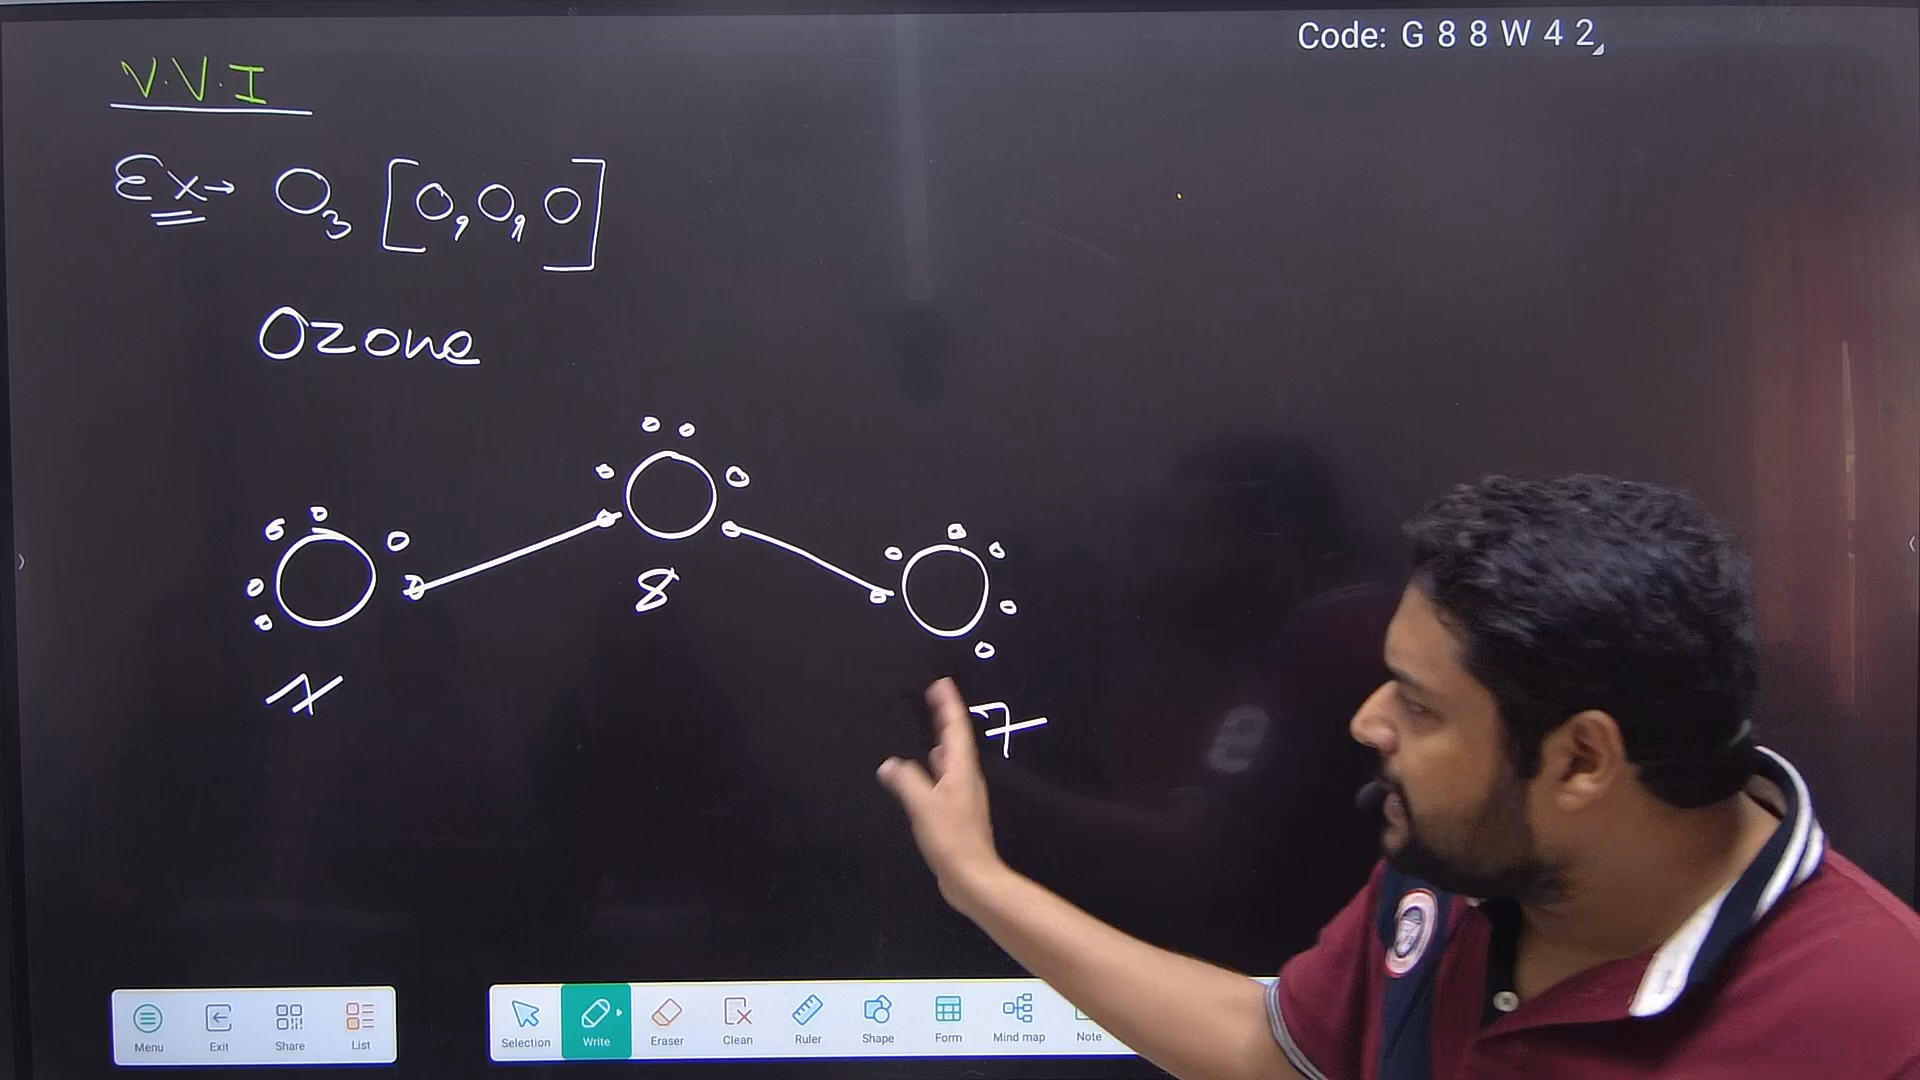 Code: G 8 8 W 4 2
V.V.I
Ex→ O3 [O, O, O]
Ozone
8
7
7
Menu Exit Share List
Selection Write Eraser Clean Ruler Shape Form Mind map Note